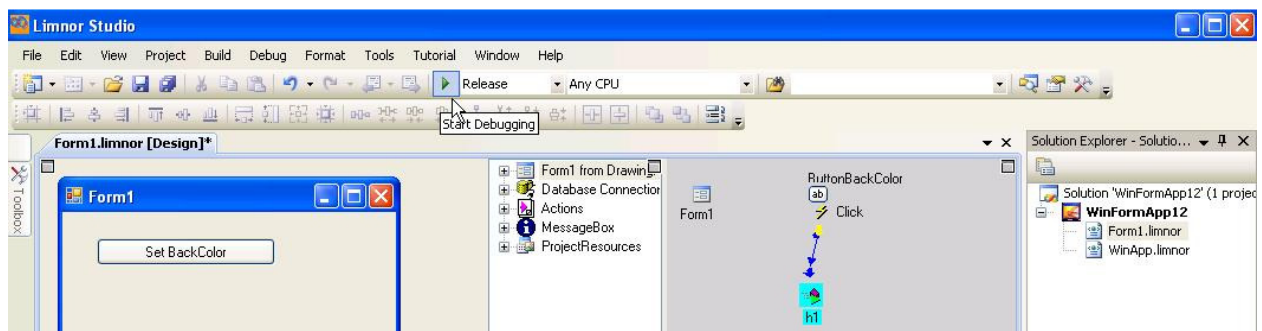 Limnor Studio
File Edit View Project Build Debug Format Tools Tutorial Window Help
Release Any CPU
Start Debugging
Form1.limnor [Design]*
Solution Explorer - Solutio...
Toolbox
Form1
Set BackColor
Form1 from Drawing
Database Connection
Actions
MessageBox
ProjectResources
Form1
ButtonBackColor
ab
Click
h1
Solution 'WinFormApp12' (1 projec
WinFormApp12
Form1.limnor
WinApp.limnor